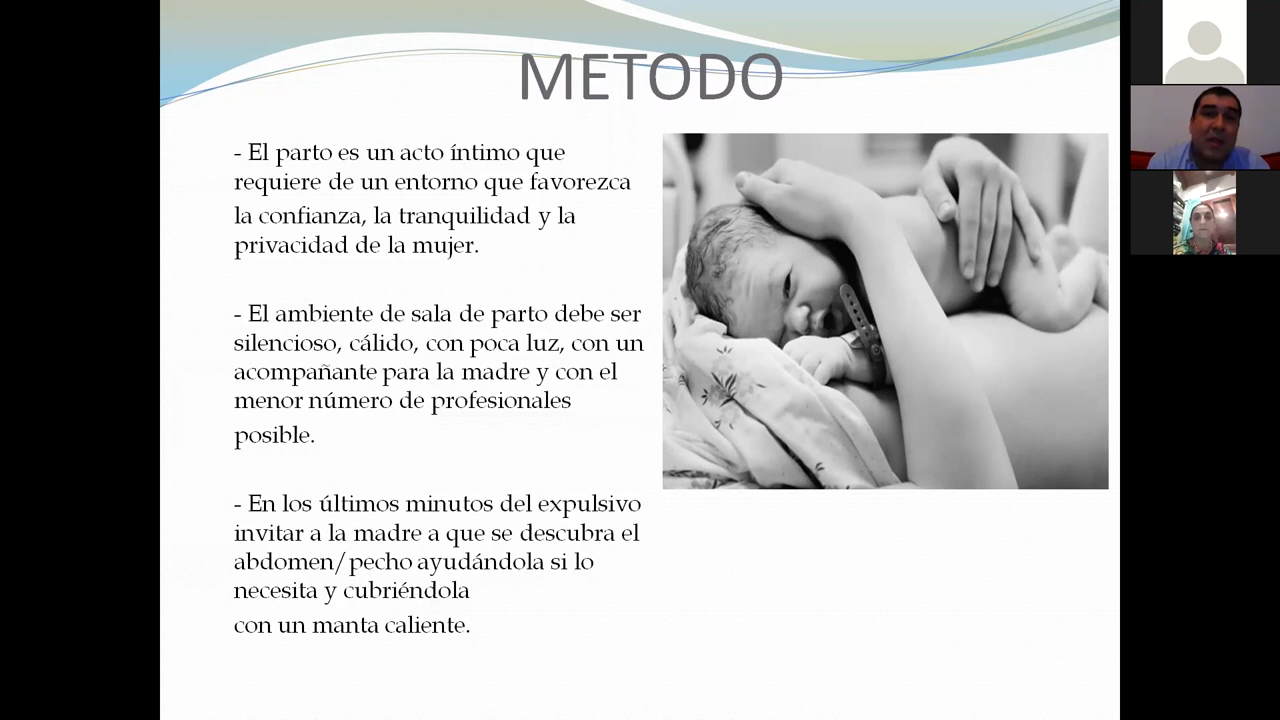 METODO
- El parto es un acto íntimo que
requiere de un entorno que favorezca
la confianza, la tranquilidad y la
privacidad de la mujer.
- El ambiente de sala de parto debe ser
silencioso, cálido, con poca luz, con un
acompañante para la madre y con el
menor número de profesionales
posible.
- En los últimos minutos del expulsivo
invitar a la madre a que se descubra el
abdomen/pecho ayudándola si lo
necesita y cubriéndola
con un manta caliente.